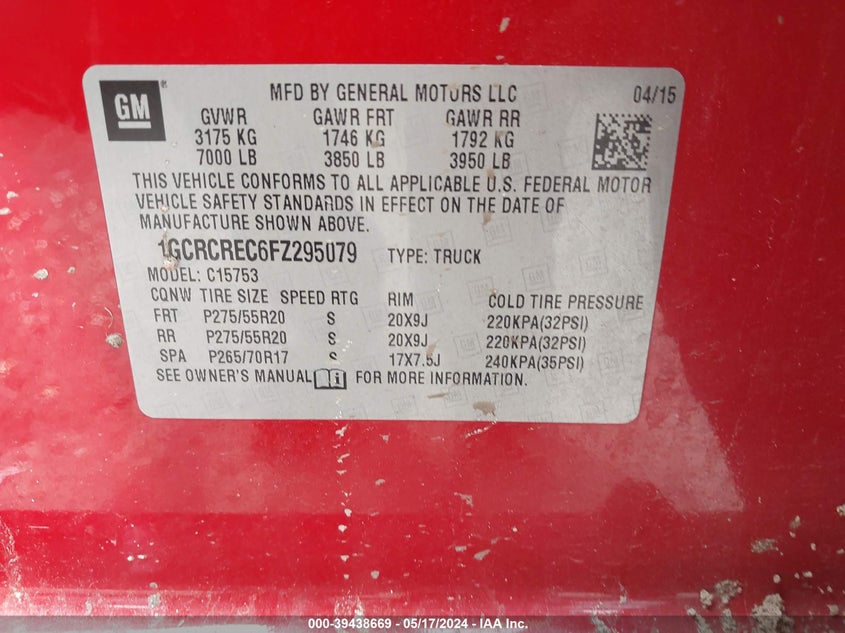 GM
MFD BY GENERAL MOTORS LLC 04/15
GVWR GAWR FRT GAWR RR
3175 KG 1746 KG 1792 KG
7000 LB 3850 LB 3950 LB
THIS VEHICLE CONFORMS TO ALL APPLICABLE U.S. FEDERAL MOTOR
VEHICLE SAFETY STANDARDS IN EFFECT ON THE DATE OF
MANUFACTURE SHOWN ABOVE.
1GCRCREC6FZ295079 TYPE: TRUCK
MODEL: C15753
CQNW TIRE SIZE SPEED RTG RIM COLD TIRE PRESSURE
FRT P275/55R20 S 20X9J 220KPA(32PSI)
RR P275/55R20 S 20X9J 220KPA(32PSI)
SPA P265/70R17 S 17X7.5J 240KPA(35PSI)
SEE OWNER'S MANUAL FOR MORE INFORMATION.
000-39438669 - 05/17/2024 - IAA Inc.